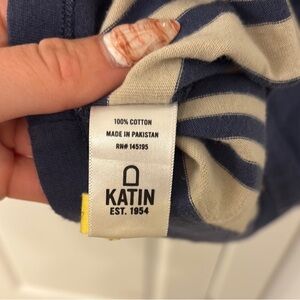 100% COTTON
MADE IN PAKISTAN
RN# 145195
KATIN
EST. 1954